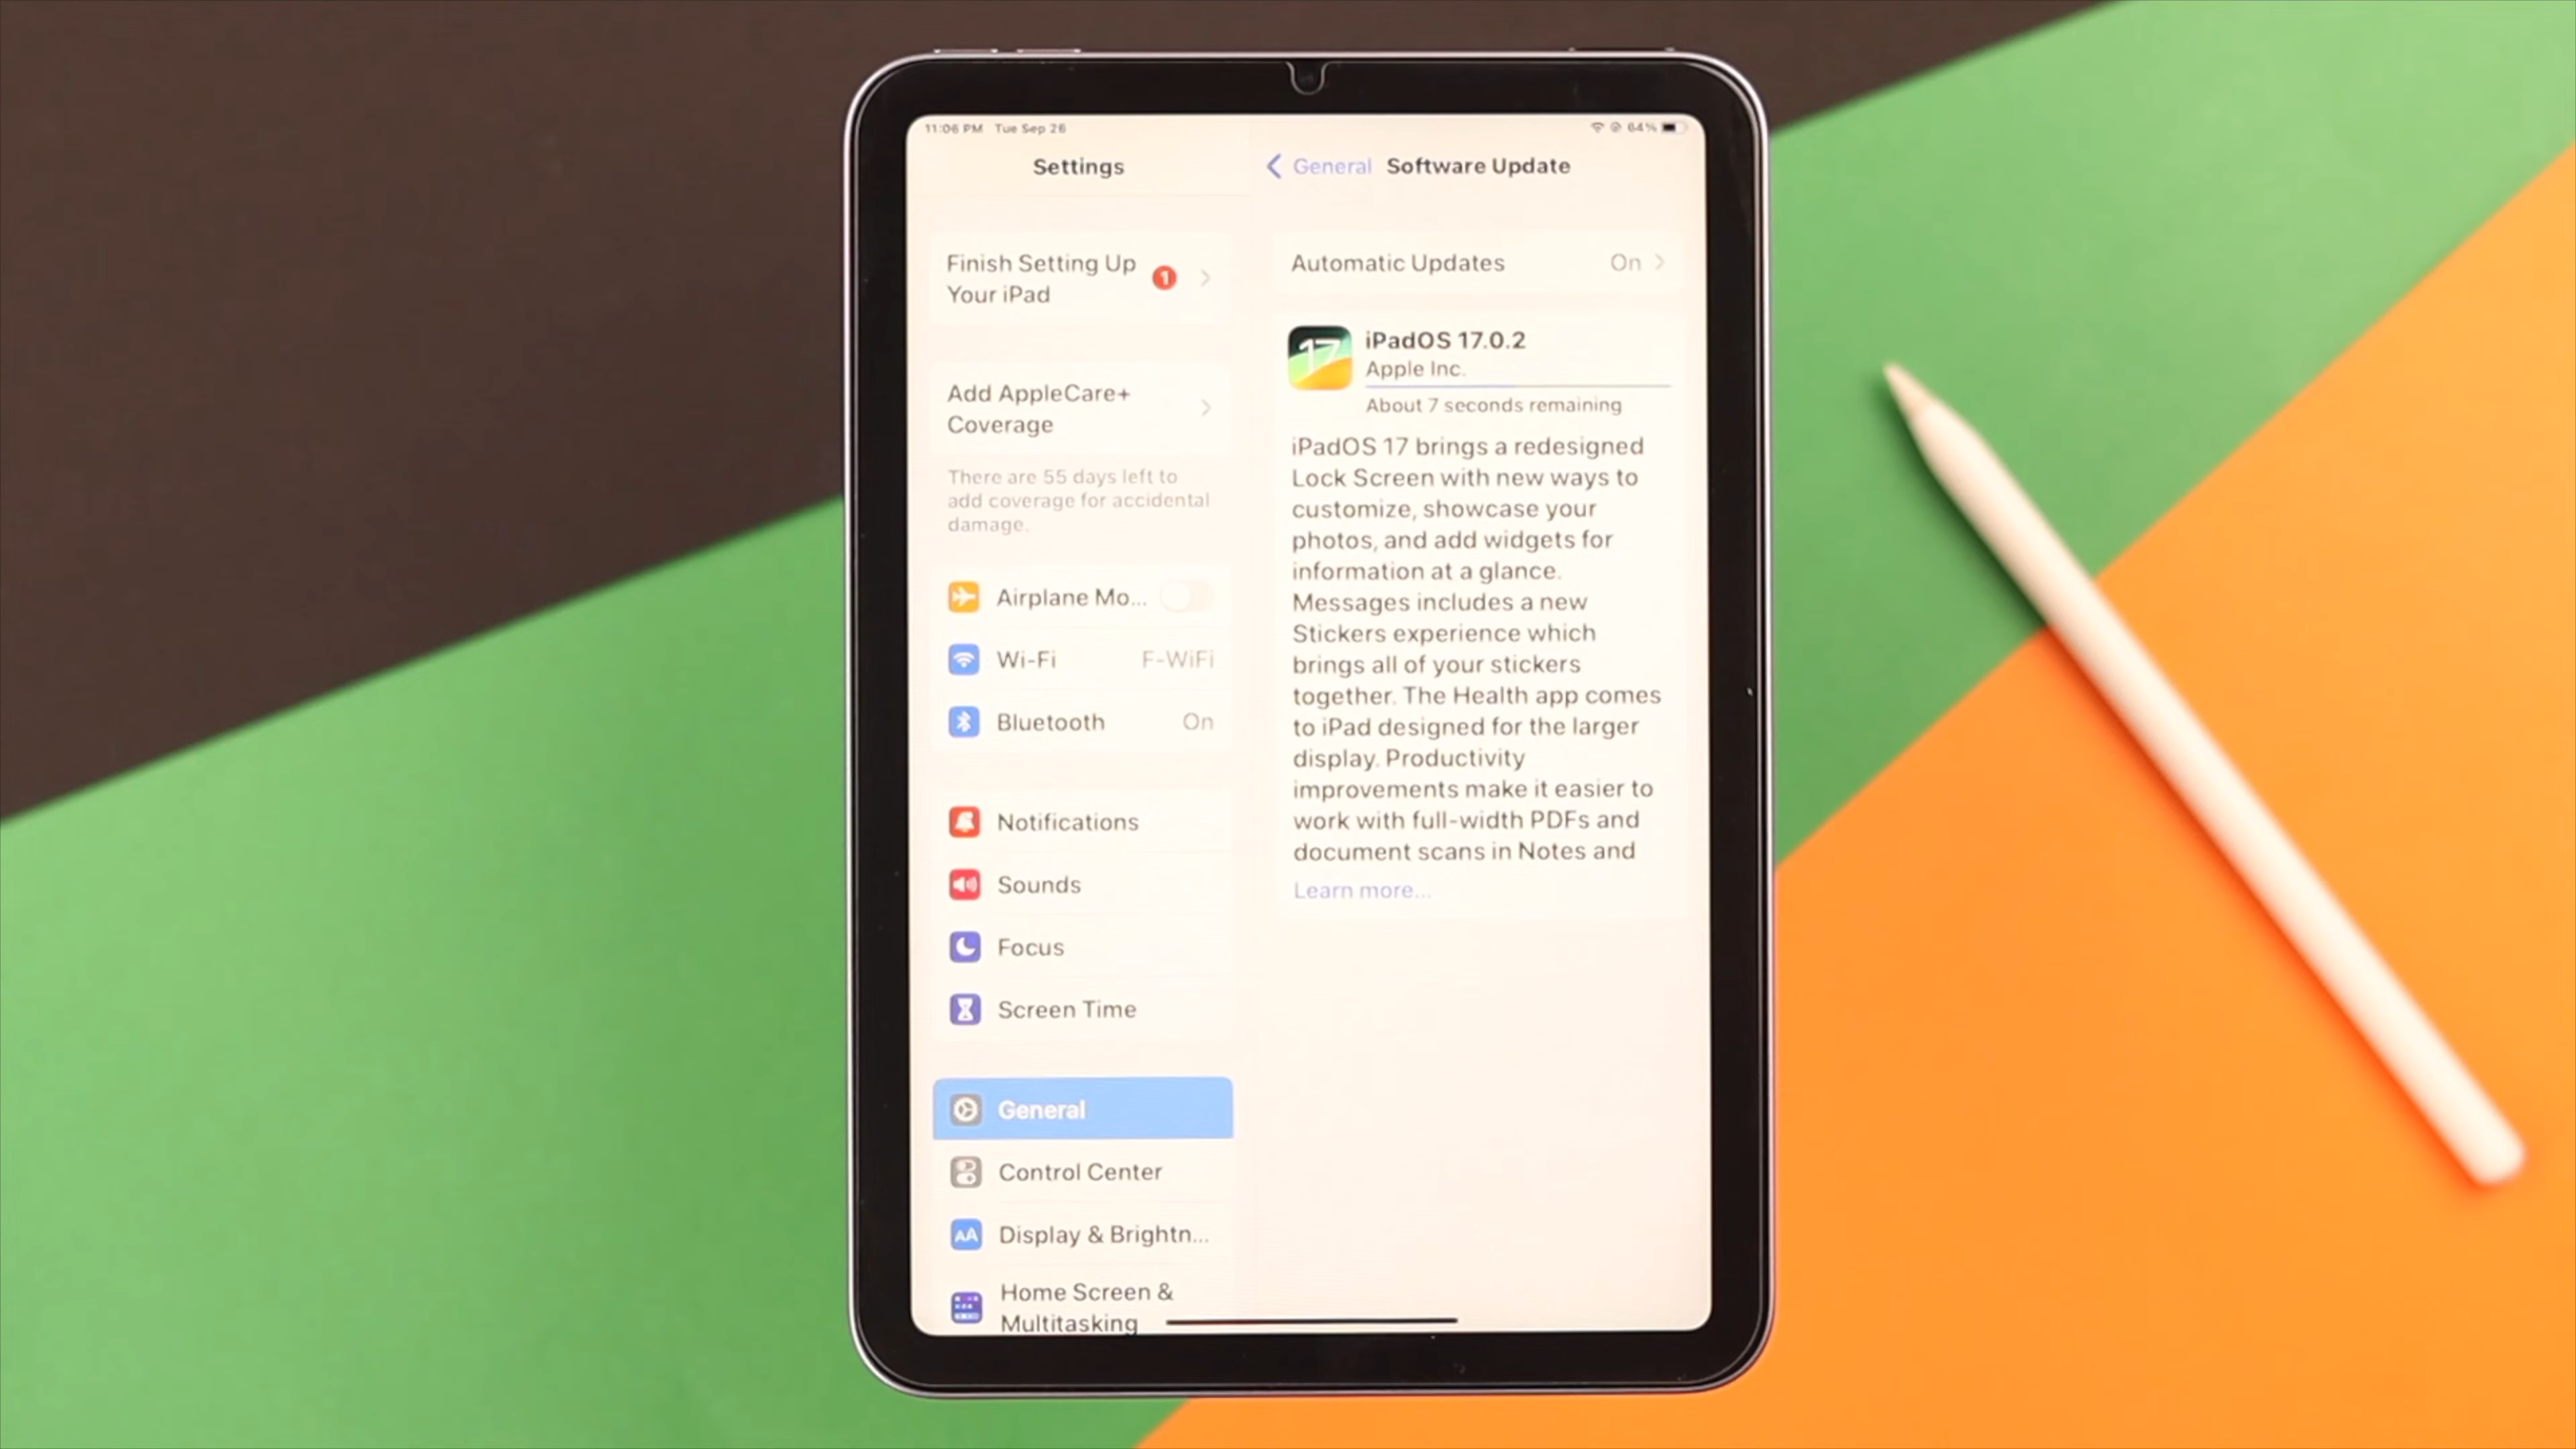 11:06 PM Tue Sep 26
64%
Settings
Finish Setting Up
Your iPad
1
Add AppleCare+
Coverage
There are 55 days left to
add coverage for accidental
damage.
Airplane Mo...
Wi-Fi F-WiFi
Bluetooth On
Notifications
Sounds
Focus
Screen Time
General
Control Center
AA Display & Brightn...
Home Screen &
Multitasking
General Software Update
Automatic Updates On
17
iPadOS 17.0.2
Apple Inc.
About 7 seconds remaining
iPadOS 17 brings a redesigned
Lock Screen with new ways to
customize, showcase your
photos, and add widgets for
information at a glance.
Messages includes a new
Stickers experience which
brings all of your stickers
together. The Health app comes
to iPad designed for the larger
display. Productivity
improvements make it easier to
work with full-width PDFs and
document scans in Notes and
Learn more...